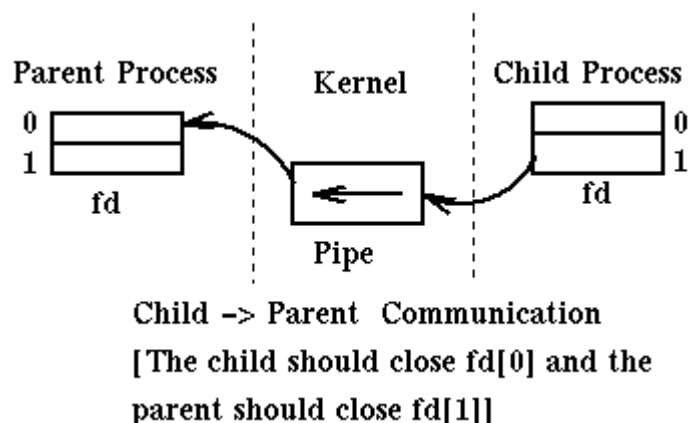 Parent Process
Kernel
Child Process
0
1
fd
0
1
fd
Pipe
Child -> Parent Communication
[The child should close fd[0] and the
parent should close fd[1]]